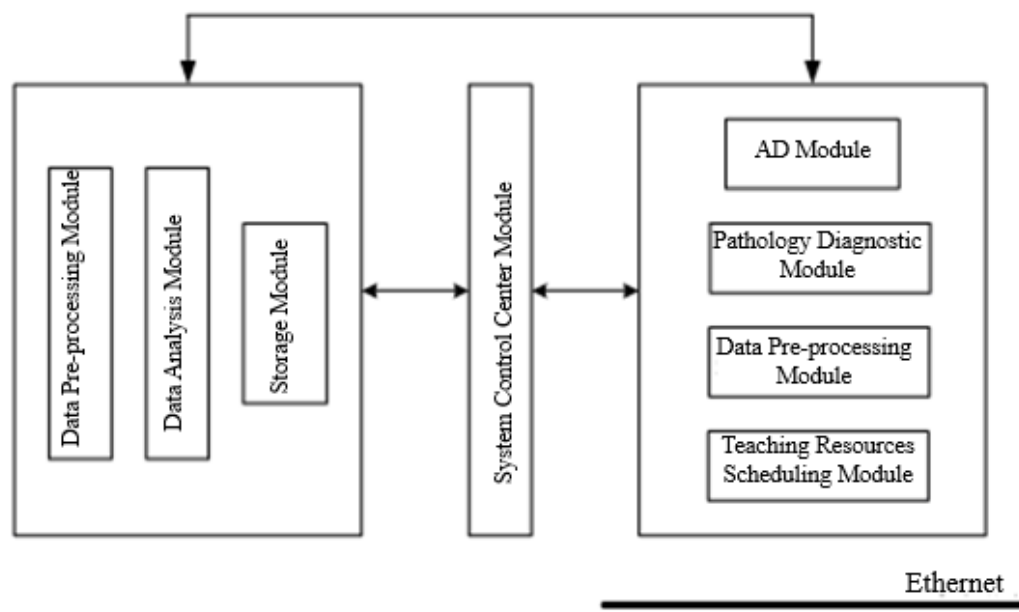 Data Pre-processing Module
Data Analysis Module
Storage Module
System Control Center Module
AD Module
Pathology Diagnostic
Module
Data Pre-processing
Module
Teaching Resources
Scheduling Module
Ethernet